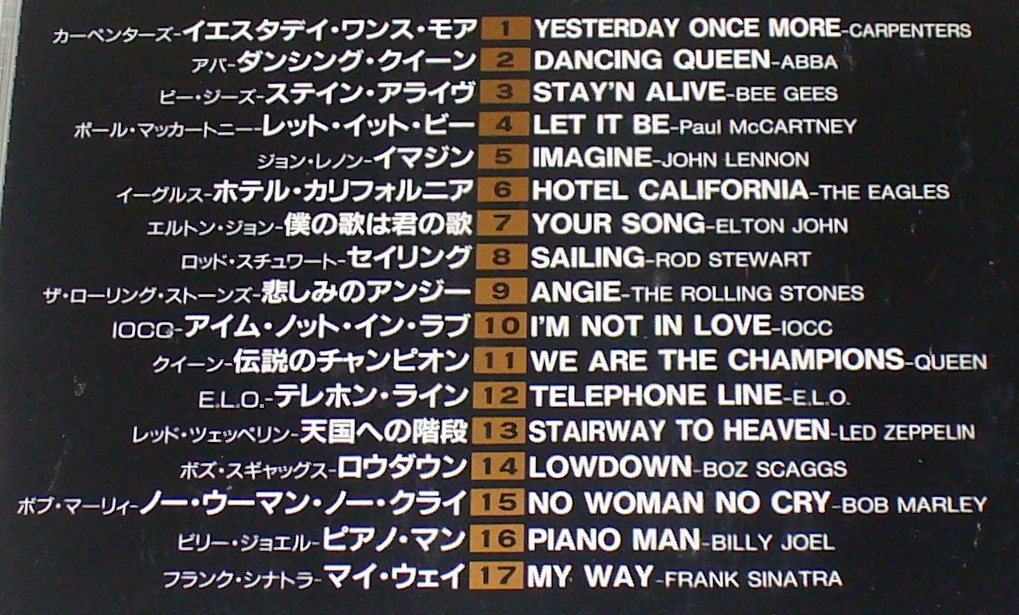 カーペンターズ-イエスタデイ・ワンス・モア 1 YESTERDAY ONCE MORE-CARPENTERS
アバ-ダンシング・クイーン 2 DANCING QUEEN-ABBA
ビー・ジーズ-ステイン・アライヴ 3 STAY'N ALIVE-BEE GEES
ポール・マッカートニー-レット・イット・ビー 4 LET IT BE-Paul McCARTNEY
ジョン・レノン-イマジン 5 IMAGINE-JOHN LENNON
イーグルス-ホテル・カリフォルニア 6 HOTEL CALIFORNIA-THE EAGLES
エルトン・ジョン-僕の歌は君の歌 7 YOUR SONG-ELTON JOHN
ロッド・スチュワート-セイリング 8 SAILING-ROD STEWART
ザ・ローリング・ストーンズ-悲しみのアンジー 9 ANGIE-THE ROLLING STONES
IOCC-アイム・ノット・イン・ラブ 10 I'M NOT IN LOVE-IOCC
クイーン-伝説のチャンピオン 11 WE ARE THE CHAMPIONS-QUEEN
E.L.O.-テレホン・ライン 12 TELEPHONE LINE-E.L.O.
レッド・ツェッペリン-天国への階段 13 STAIRWAY TO HEAVEN-LED ZEPPELIN
ボズ・スギャッグス-ロウダウン 14 LOWDOWN-BOZ SCAGGS
ボブ・マーリィ-ノー・ウーマン・ノー・クライ 15 NO WOMAN NO CRY-BOB MARLEY
ビリー・ジョエル-ピアノ・マン 16 PIANO MAN-BILLY JOEL
フランク・シナトラ-マイ・ウェイ 17 MY WAY-FRANK SINATRA